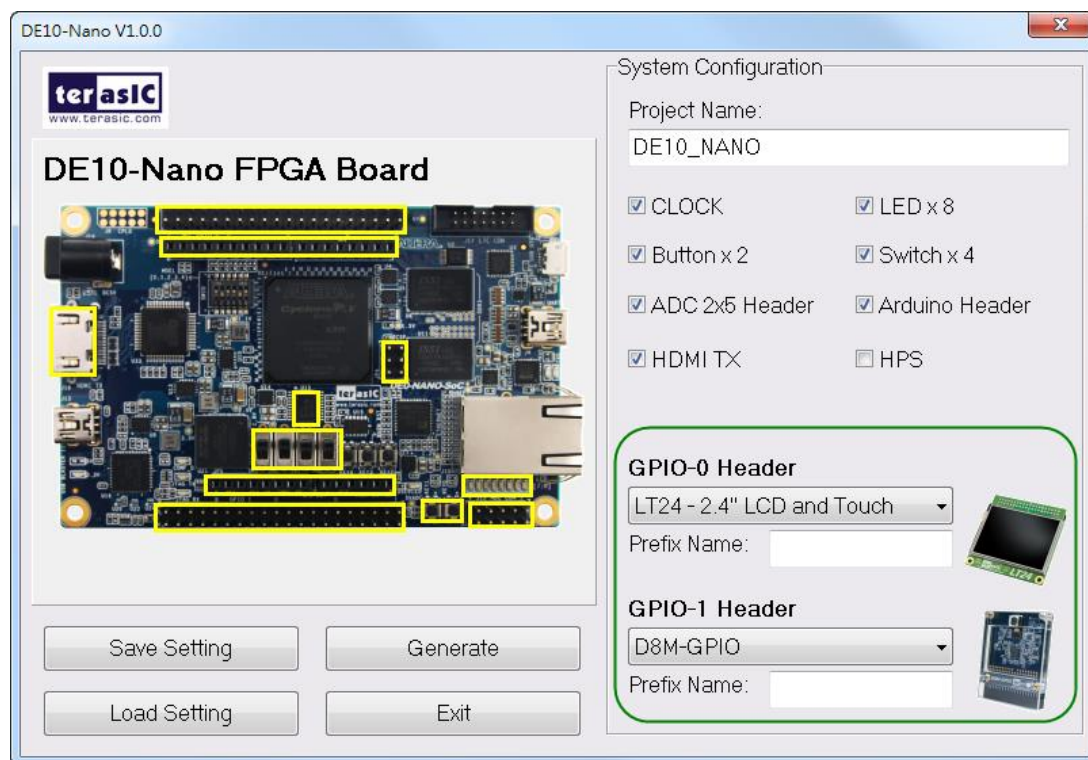 DE10-Nano V1.0.0
terasIC
www.terasic.com
DE10-Nano FPGA Board
System Configuration
Project Name:
DE10_NANO
CLOCK
LED x 8
Button x 2
Switch x 4
ADC 2x5 Header
Arduino Header
HDMI TX
HPS
GPIO-0 Header
LT24 - 2.4" LCD and Touch
Prefix Name:
LT24
GPIO-1 Header
D8M-GPIO
Prefix Name:
Save Setting
Generate
Load Setting
Exit